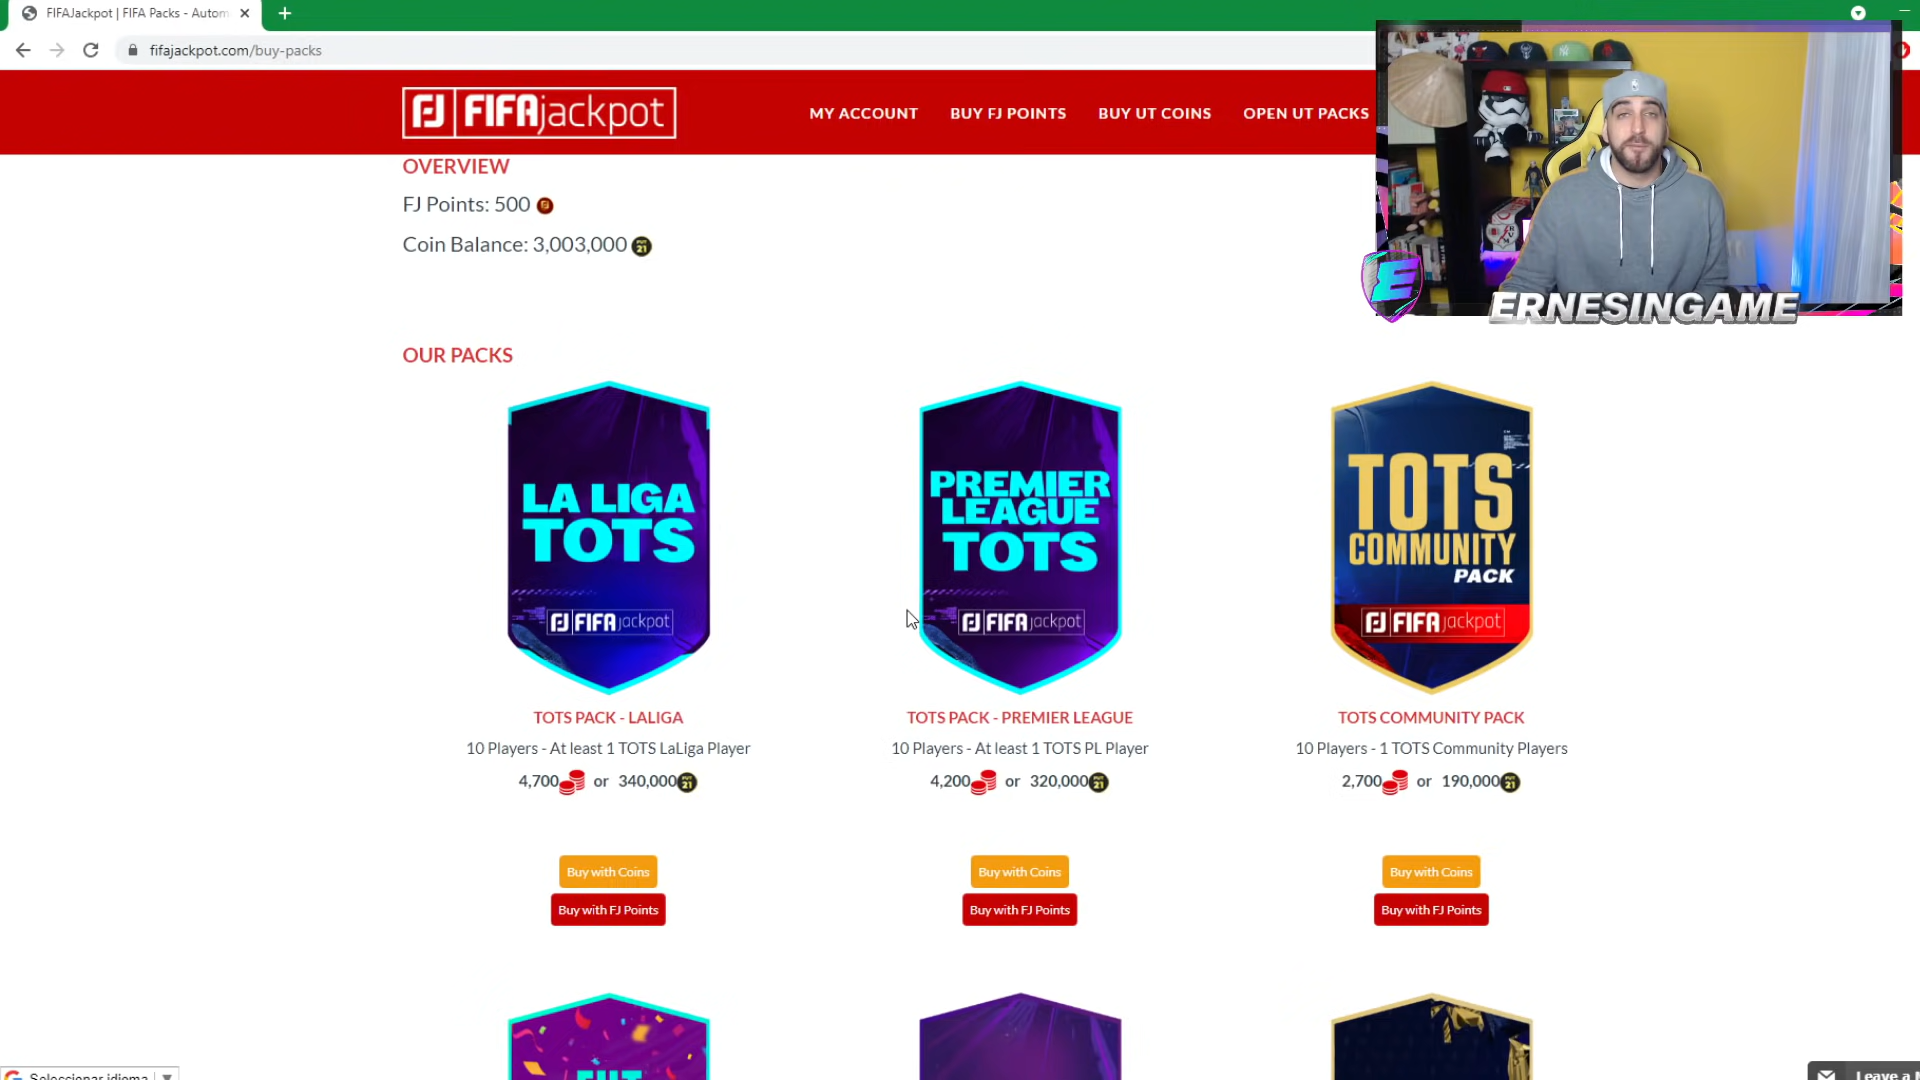 FIFAJackpot | FIFA Packs - Autom
fifajackpot.com/buy-packs
FJ FIFAjackpot
MY ACCOUNT BUY FJ POINTS BUY UT COINS OPEN UT PACKS
OVERVIEW
FJ Points: 500
Coin Balance: 3,003,000
E
ERNESINGAME
OUR PACKS
LA LIGA
TOTS
FJ FIFAjackpot
PREMIER
LEAGUE
TOTS
FJ FIFAjackpot
TOTS
COMMUNITY
PACK
FJ FIFAjackpot
TOTS PACK - LALIGA
10 Players - At least 1 TOTS LaLiga Player
4,700 or 340,000
Buy with Coins
Buy with FJ Points
TOTS PACK - PREMIER LEAGUE
10 Players - At least 1 TOTS PL Player
4,200 or 320,000
Buy with Coins
Buy with FJ Points
TOTS COMMUNITY PACK
10 Players - 1 TOTS Community Players
2,700 or 190,000
Buy with Coins
Buy with FJ Points
FUT
Seleccionar idioma
Leave a